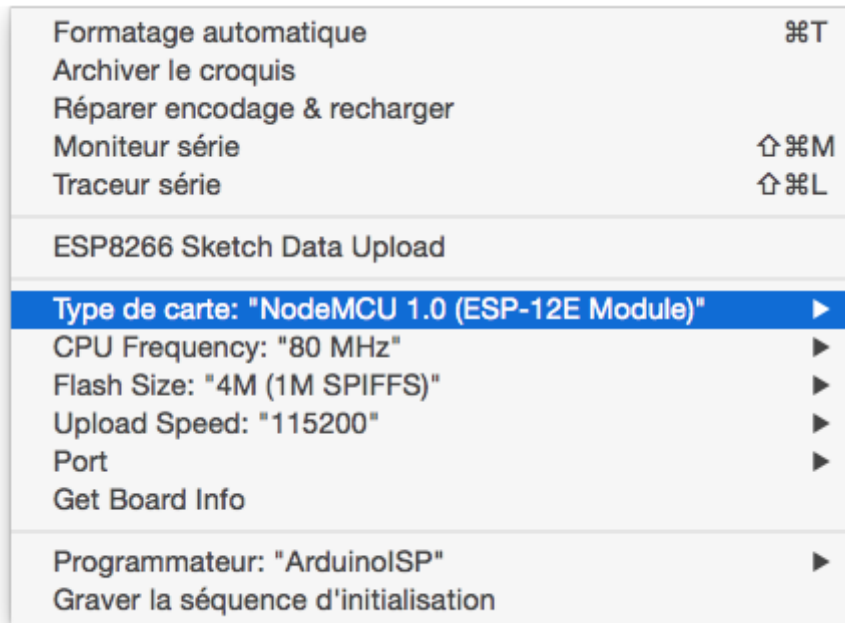 Formatage automatique ⌘T
Archiver le croquis
Réparer encodage & recharger
Moniteur série ⇧⌘M
Traceur série ⇧⌘L
ESP8266 Sketch Data Upload
Type de carte: "NodeMCU 1.0 (ESP-12E Module)" ▶
CPU Frequency: "80 MHz" ▶
Flash Size: "4M (1M SPIFFS)" ▶
Upload Speed: "115200" ▶
Port ▶
Get Board Info
Programmateur: "ArduinoISP" ▶
Graver la séquence d'initialisation